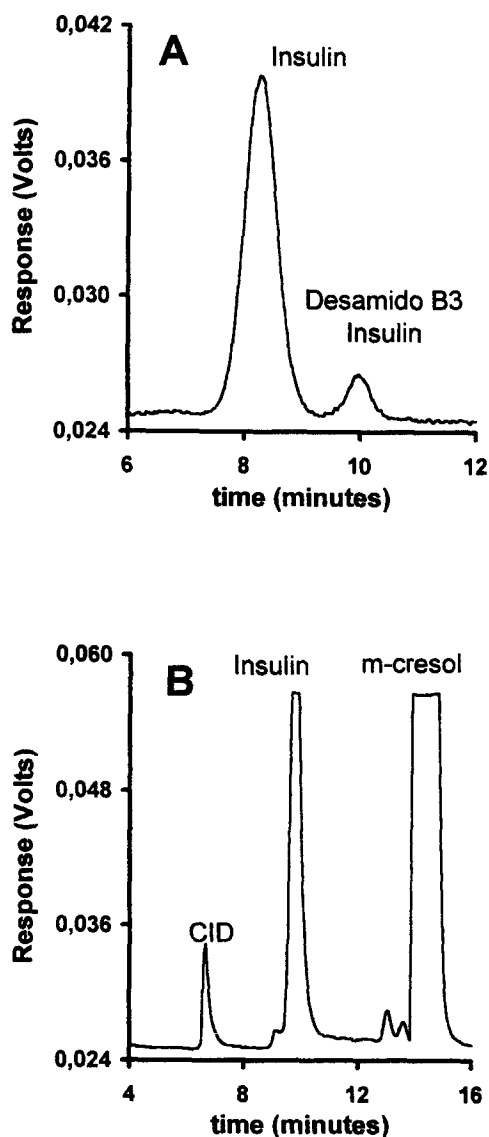 0,042
A
Insulin
0,036
Response (Volts)
0,030
Desamido B3
Insulin
0,024
6 8 10 12
time (minutes)
0,060
B
Insulin
m-cresol
0,048
Response (Volts)
0,036
CID
0,024
4 8 12 16
time (minutes)